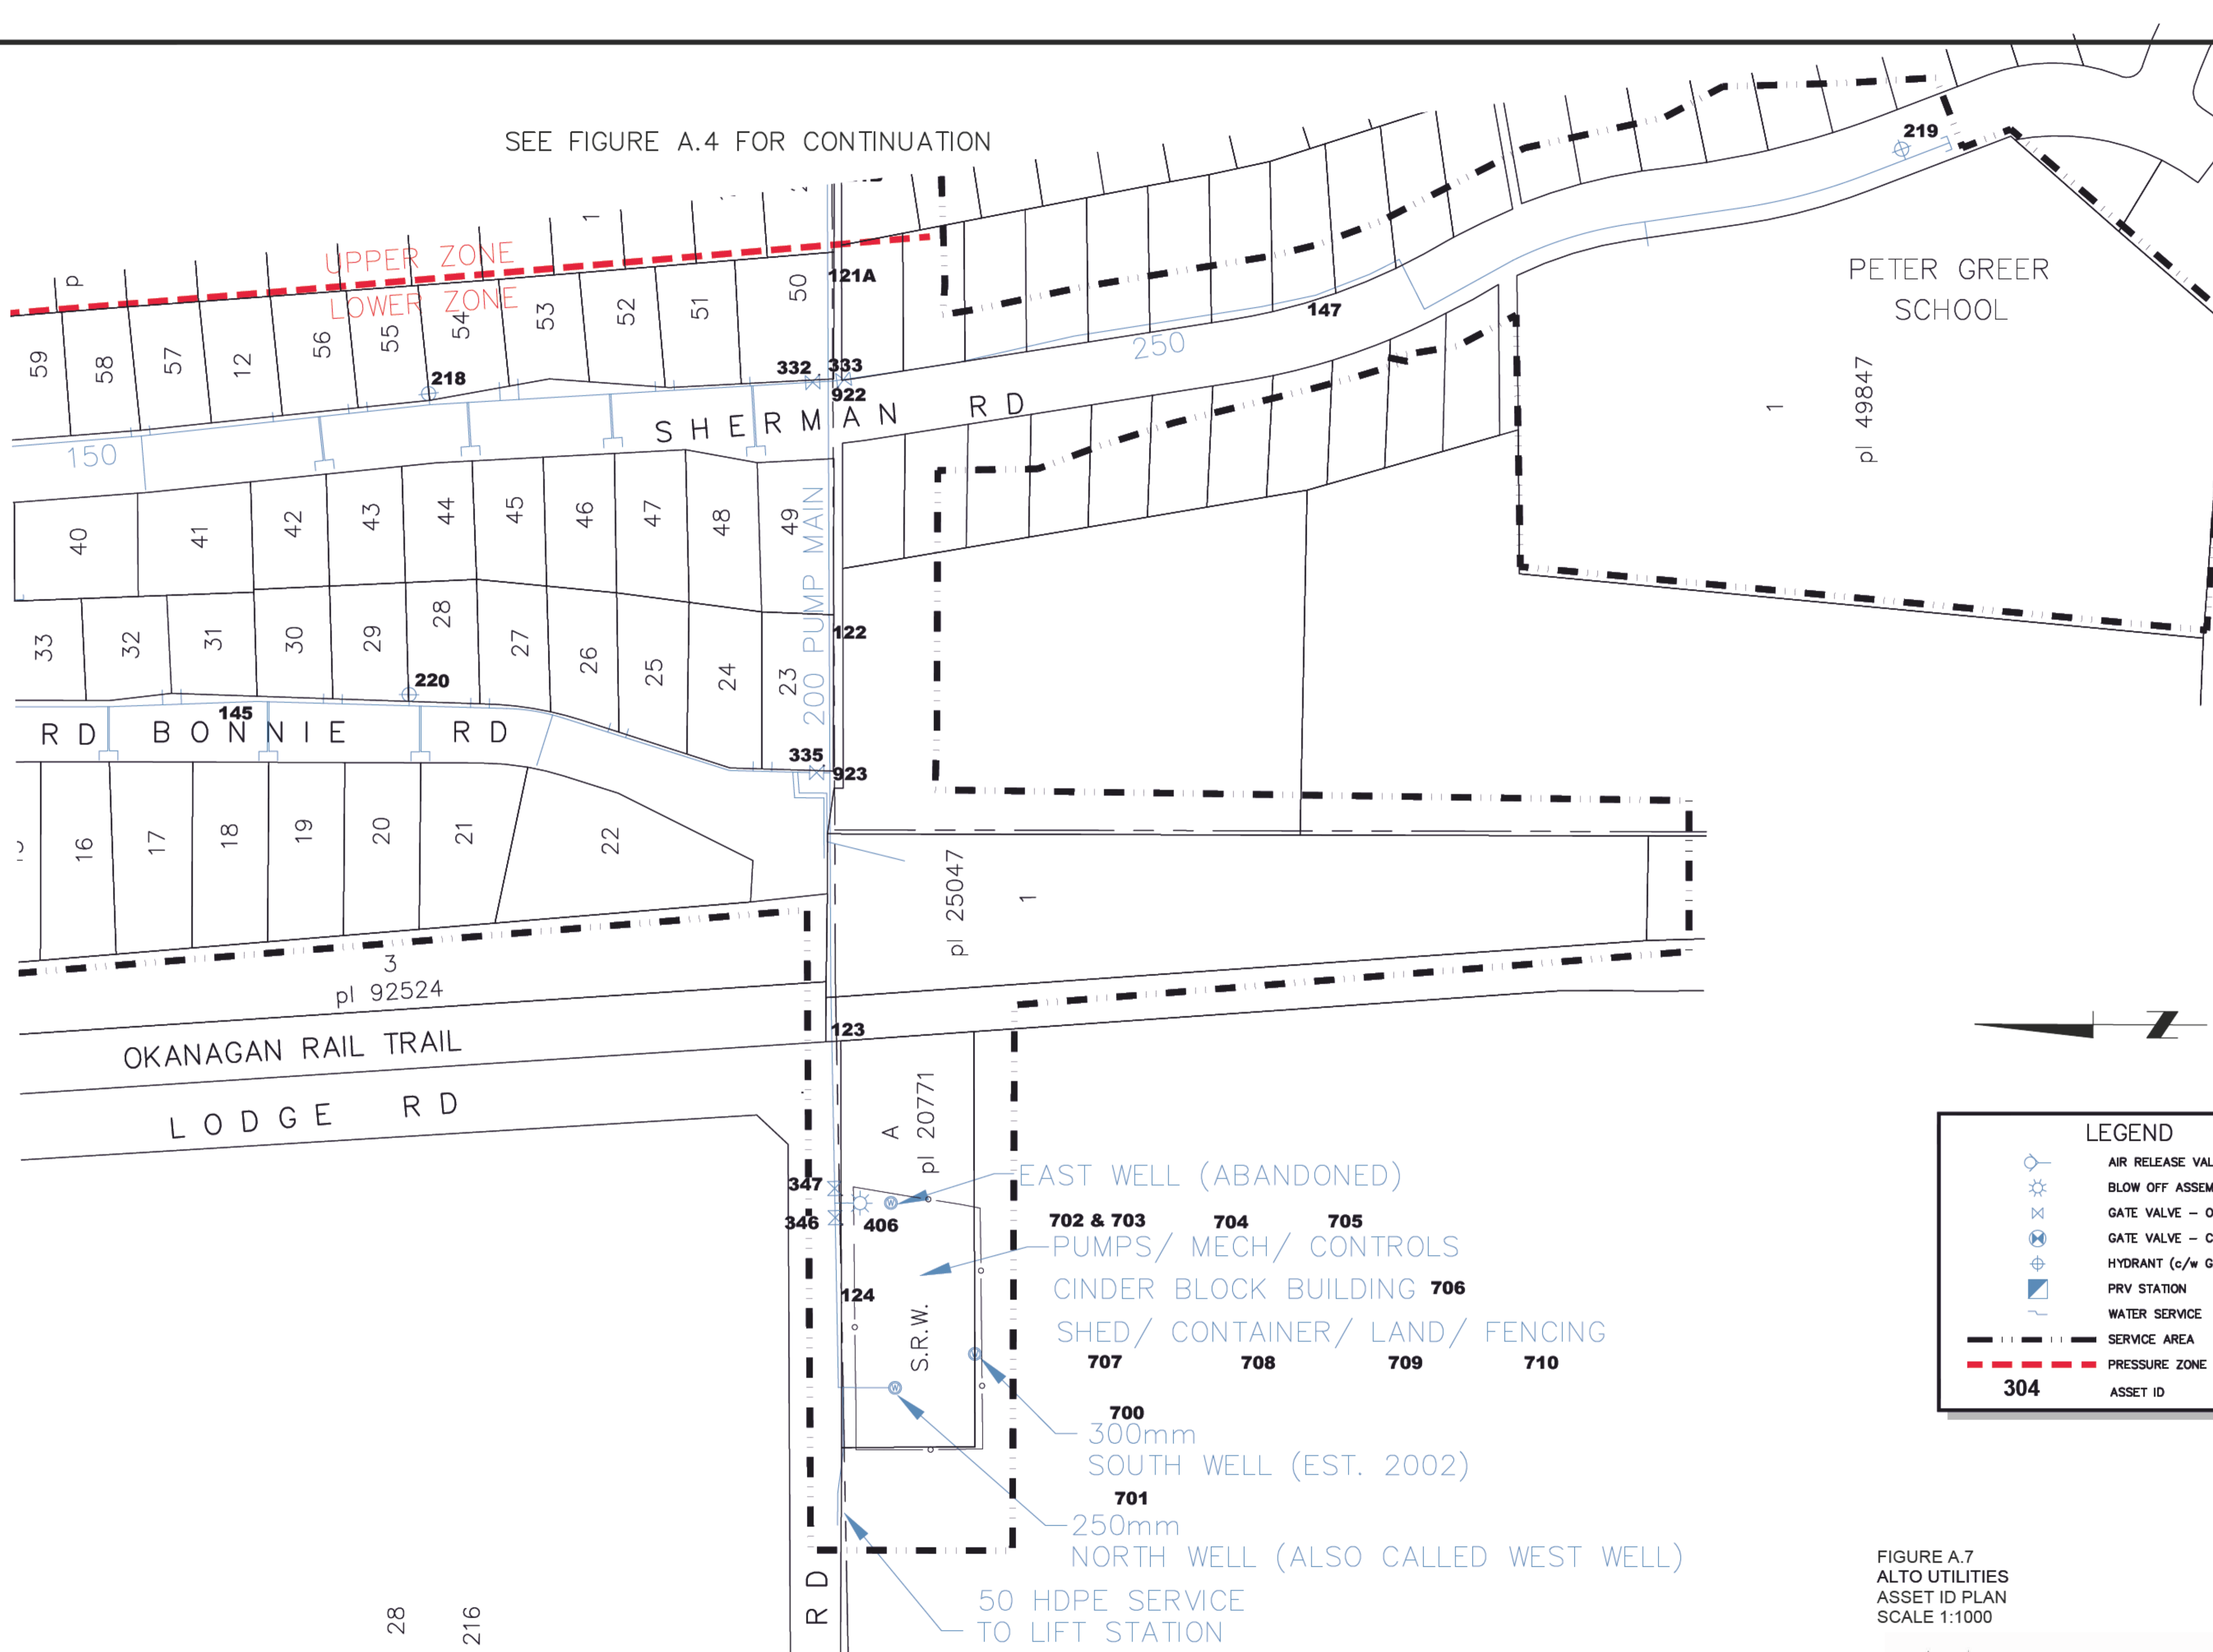 SEE FIGURE A.4 FOR CONTINUATION
219
UPPER ZONE
LOWER ZONE
1
p
59
58
57
12
56
55
54
53
52
51
50
121A
147
250
PETER GREER
SCHOOL
1
pl 49847
218
332
333
922
SHERMAN RD
150
40
41
42
43
44
45
46
47
48
49
200 PUMP MAIN
33
32
31
30
29
28
27
26
25
24
23
122
220
145
RD BONNIE RD
335
923
16
17
18
19
20
21
22
pl 25047
1
3
pl 92524
OKANAGAN RAIL TRAIL
123
LODGE RD
A
pl 20771
347
346
406
124
S.R.W.
EAST WELL (ABANDONED)
702 & 703 704 705
PUMPS/ MECH/ CONTROLS
CINDER BLOCK BUILDING 706
SHED/ CONTAINER/ LAND/ FENCING
707 708 709 710
700
300mm
SOUTH WELL (EST. 2002)
701
250mm
NORTH WELL (ALSO CALLED WEST WELL)
50 HDPE SERVICE
TO LIFT STATION
RD
28
216
Z
LEGEND
AIR RELEASE VAL
BLOW OFF ASSEM
GATE VALVE - O
GATE VALVE - C
HYDRANT (c/w G
PRV STATION
WATER SERVICE
SERVICE AREA
PRESSURE ZONE
304 ASSET ID
FIGURE A.7
ALTO UTILITIES
ASSET ID PLAN
SCALE 1:1000